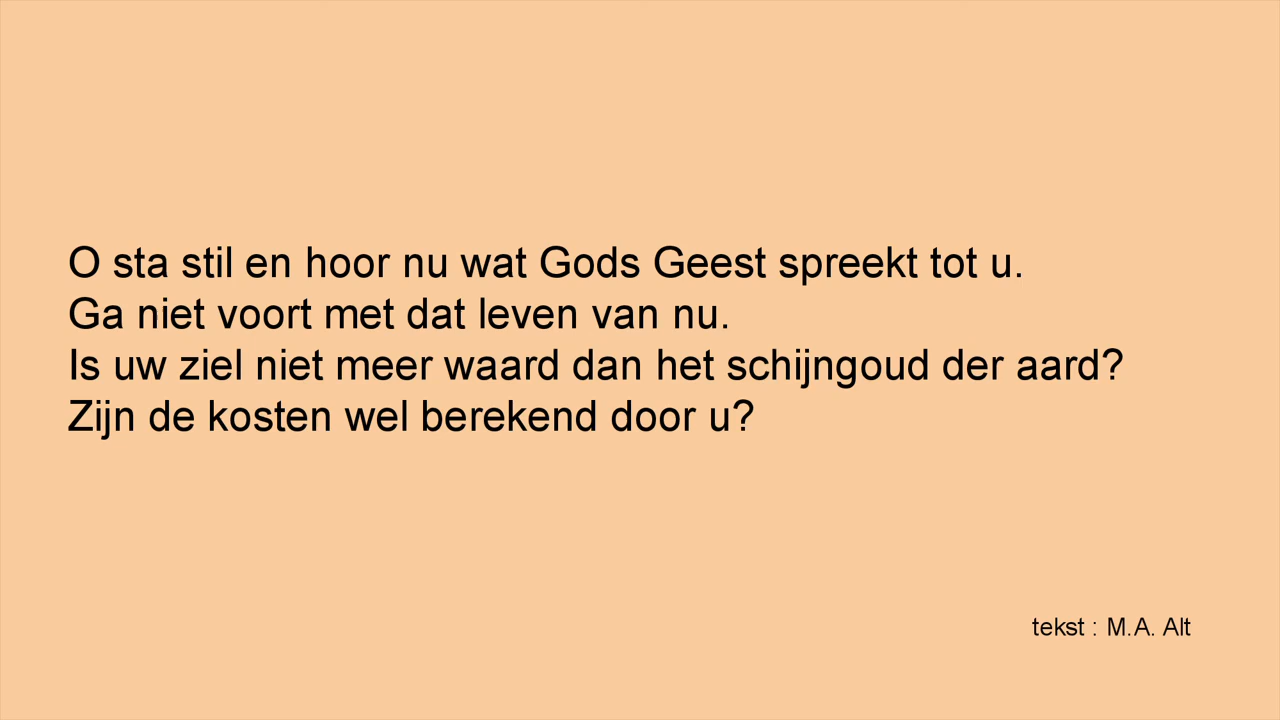 O sta stil en hoor nu wat Gods Geest spreekt tot u.
Ga niet voort met dat leven van nu.
Is uw ziel niet meer waard dan het schijngoud der aard?
Zijn de kosten wel berekend door u?
tekst : M.A. Alt